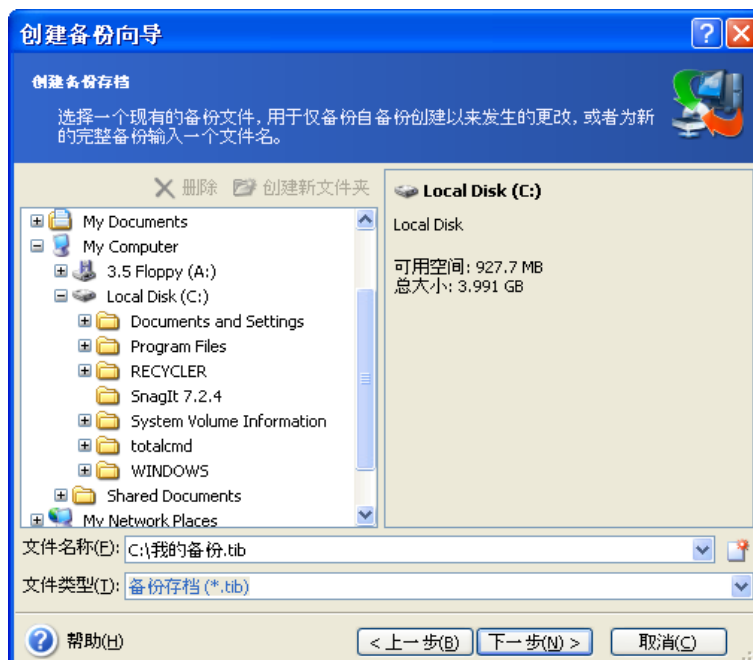 创建备份向导
创建备份存档
选择一个现有的备份文件，用于仅备份自备份创建以来发生的更改，或者为新
的完整备份输入一个文件名。
删除 创建新文件夹
My Documents
My Computer
3.5 Floppy (A:)
Local Disk (C:)
Documents and Settings
Program Files
RECYCLER
SnagIt 7.2.4
System Volume Information
totalcmd
WINDOWS
Shared Documents
My Network Places
Local Disk (C:)
Local Disk
可用空间: 927.7 MB
总大小: 3.991 GB
文件名称(F): C:\我的备份.tib
文件类型(T): 备份存档 (*.tib)
帮助(H) < 上一步(B) 下一步(N) > 取消(C)